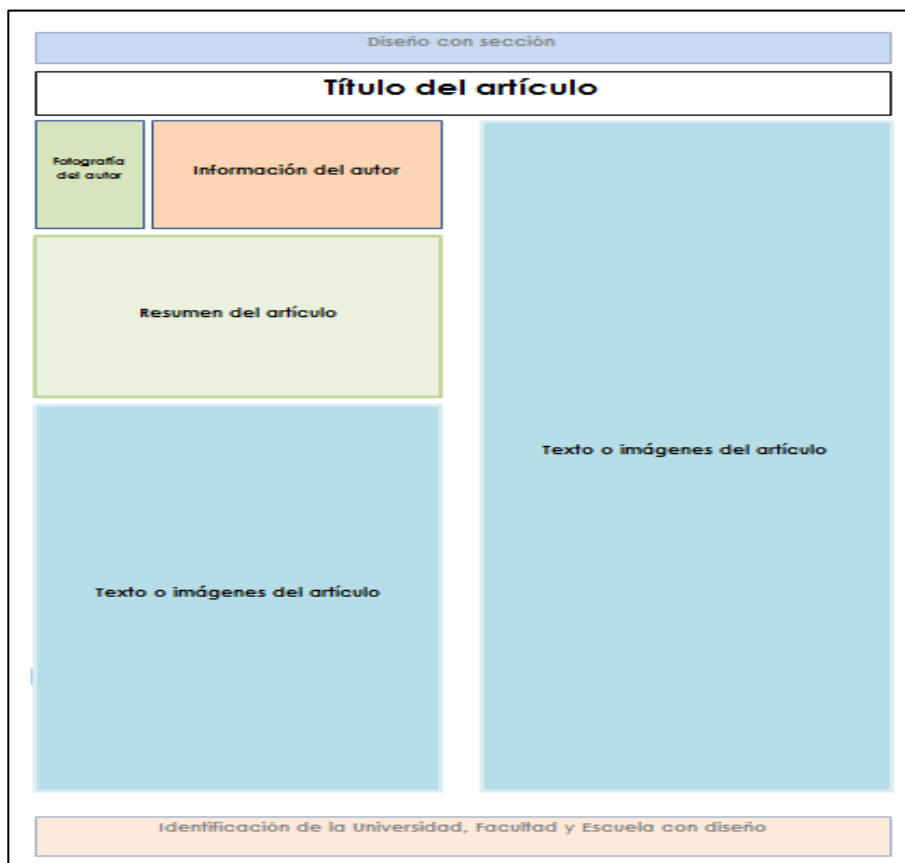 Diseño con sección
Título del artículo
Fotografía
del autor
Información del autor
Resumen del artículo
Texto o imágenes del artículo
Texto o imágenes del artículo
Identificación de la Universidad, Facultad y Escuela con diseño